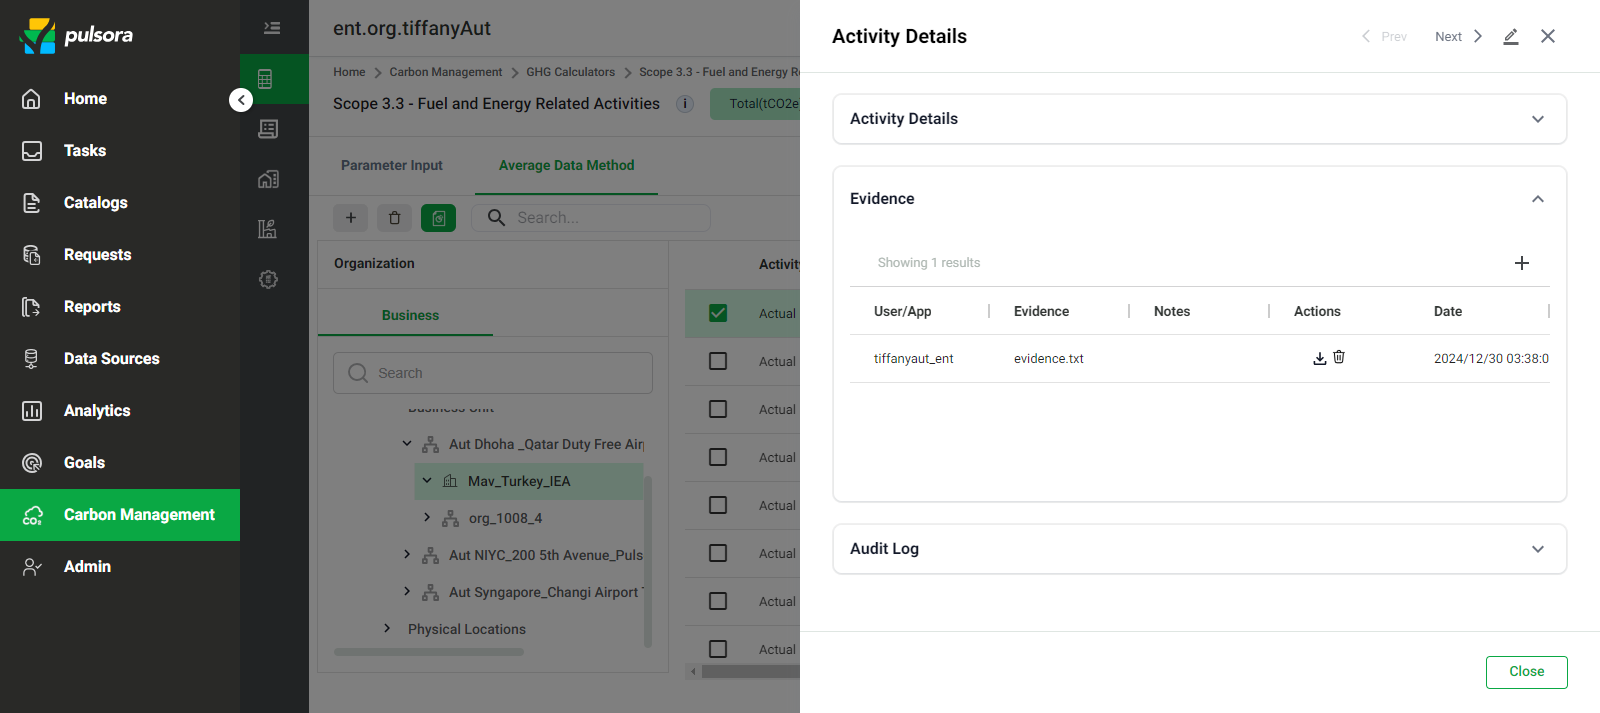 pulsora
Home
Tasks
Catalogs
Requests
Reports
Data Sources
Analytics
Goals
Carbon Management
Admin
ent.org.tiffanyAut
Home > Carbon Management > GHG Calculators > Scope 3.3 - Fuel and Energy Re
Scope 3.3 - Fuel and Energy Related Activities
i
Total(tCO2e
Parameter Input
Average Data Method
Search...
Organization
Business
Search
Business Unit
Aut Dhoha _Qatar Duty Free Air
Mav_Turkey_IEA
org_1008_4
Aut NIYC_200 5th Avenue_Puls
Aut Syngapore_Changi Airport T
Physical Locations
Activity
Actual
Actual
Actual
Actual
Actual
Actual
Actual
Actual
Activity Details
Prev
Next
Activity Details
Evidence
Showing 1 results
User/App
Evidence
Notes
Actions
Date
tiffanyaut_ent
evidence.txt
2024/12/30 03:38:0
Audit Log
Close